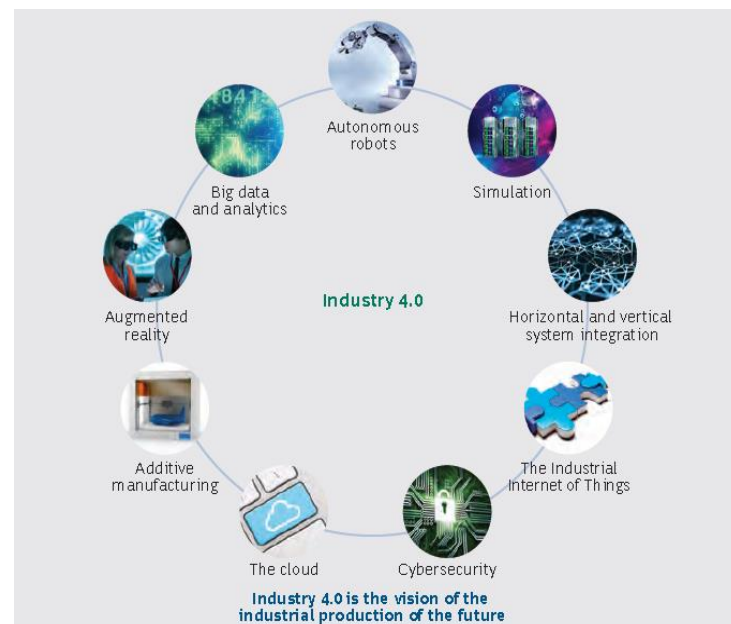 Autonomous
robots
Simulation
Horizontal and vertical
system integration
The Industrial
Internet of Things
Cybersecurity
The cloud
Additive
manufacturing
Augmented
reality
Big data
and analytics
Industry 4.0
Industry 4.0 is the vision of the
industrial production of the future